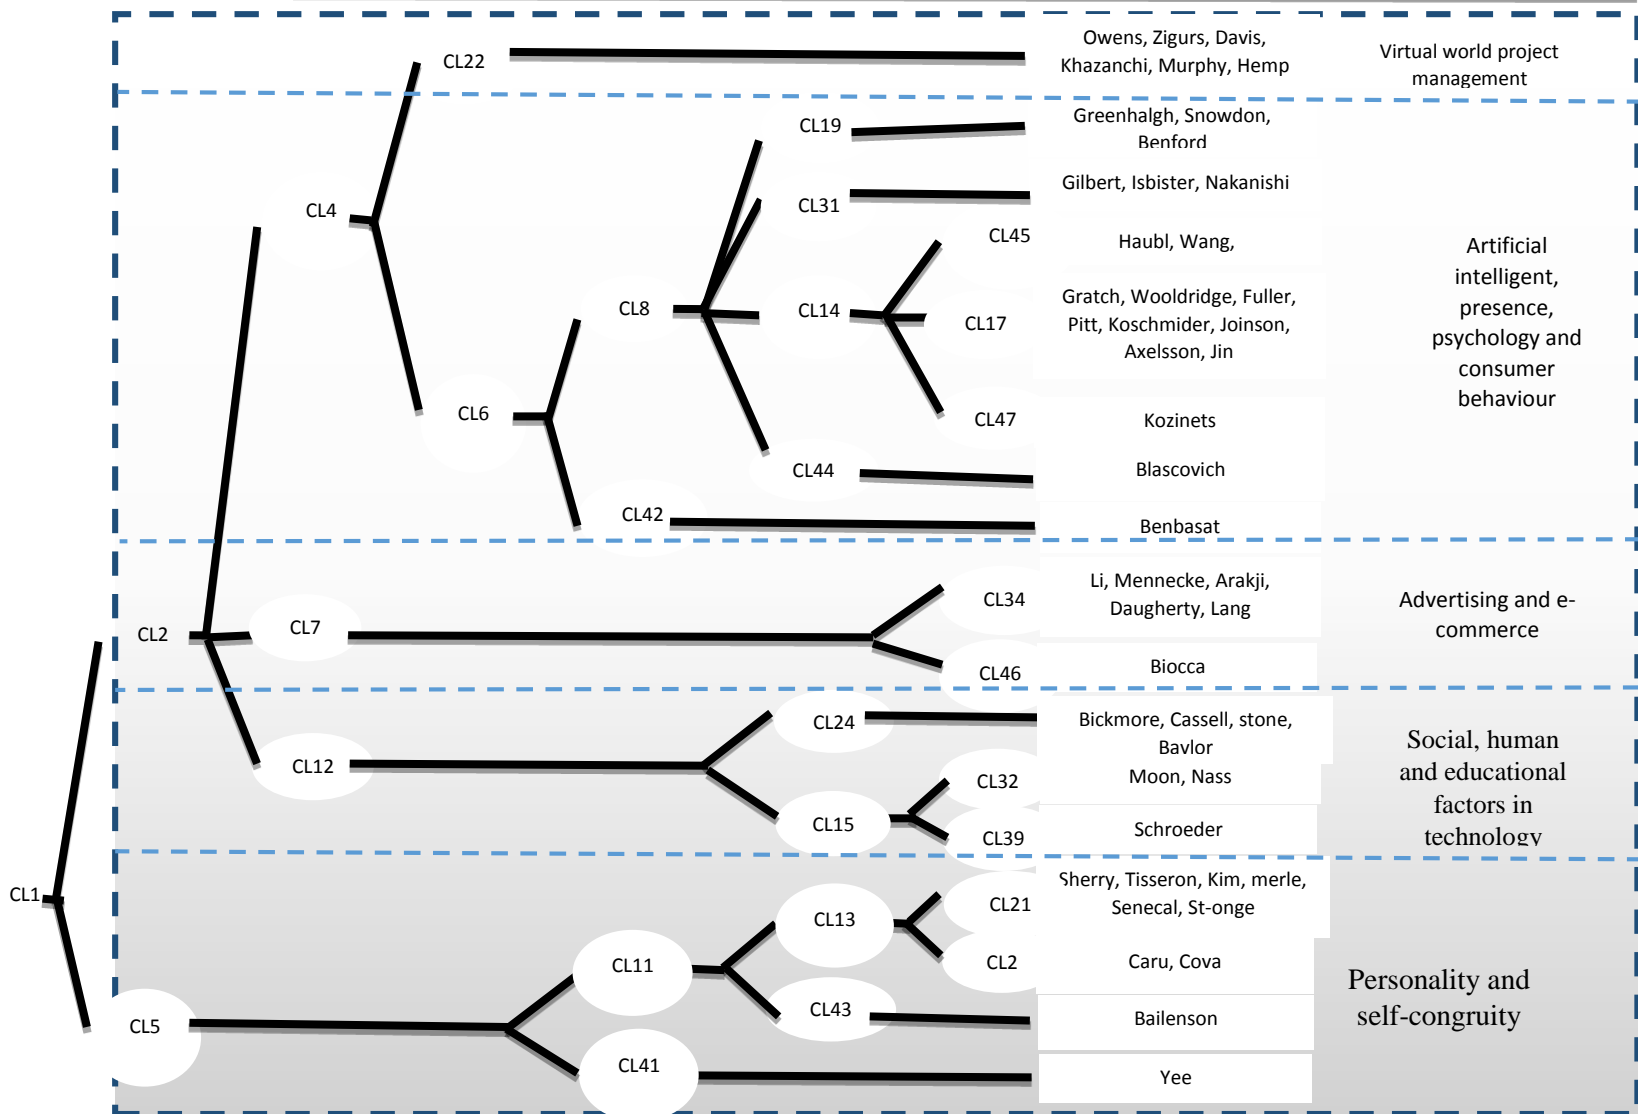 CL22
Owens, Zigurs, Davis,
Khazanchi, Murphy, Hemp
Virtual world project
management
CL19
Greenhalgh, Snowdon,
Benford
CL4
CL31
Gilbert, Isbister, Nakanishi
CL45
Haubl, Wang,
Artificial
intelligent,
presence,
psychology and
consumer
behaviour
CL8
CL14
CL17
Gratch, Wooldridge, Fuller,
Pitt, Koschmider, Joinson,
Axelsson, Jin
CL6
CL47
Kozinets
CL44
Blascovich
CL42
Benbasat
CL2
CL7
CL34
Li, Mennecke, Arakji,
Daugherty, Lang
Advertising and e-
commerce
CL46
Biocca
CL24
Bickmore, Cassell, stone,
Baylor
CL12
CL32
Moon, Nass
Social, human
and educational
factors in
technology
CL15
CL39
Schroeder
CL1
CL13
CL21
Sherry, Tisseron, Kim, merle,
Senecal, St-onge
CL11
CL2
Caru, Cova
Personality and
self-congruity
CL5
CL43
Bailenson
CL41
Yee